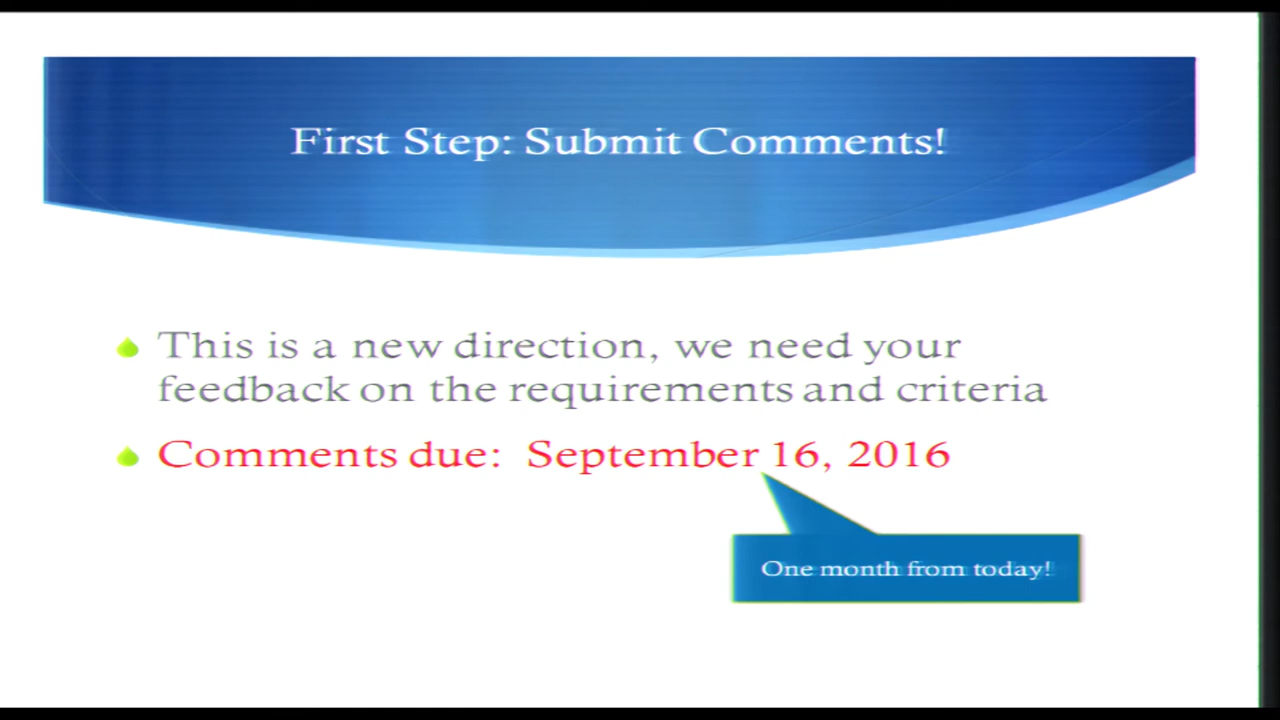 First Step: Submit Comments!
This is a new direction, we need your
feedback on the requirements and criteria
Comments due: September 16, 2016
One month from today!